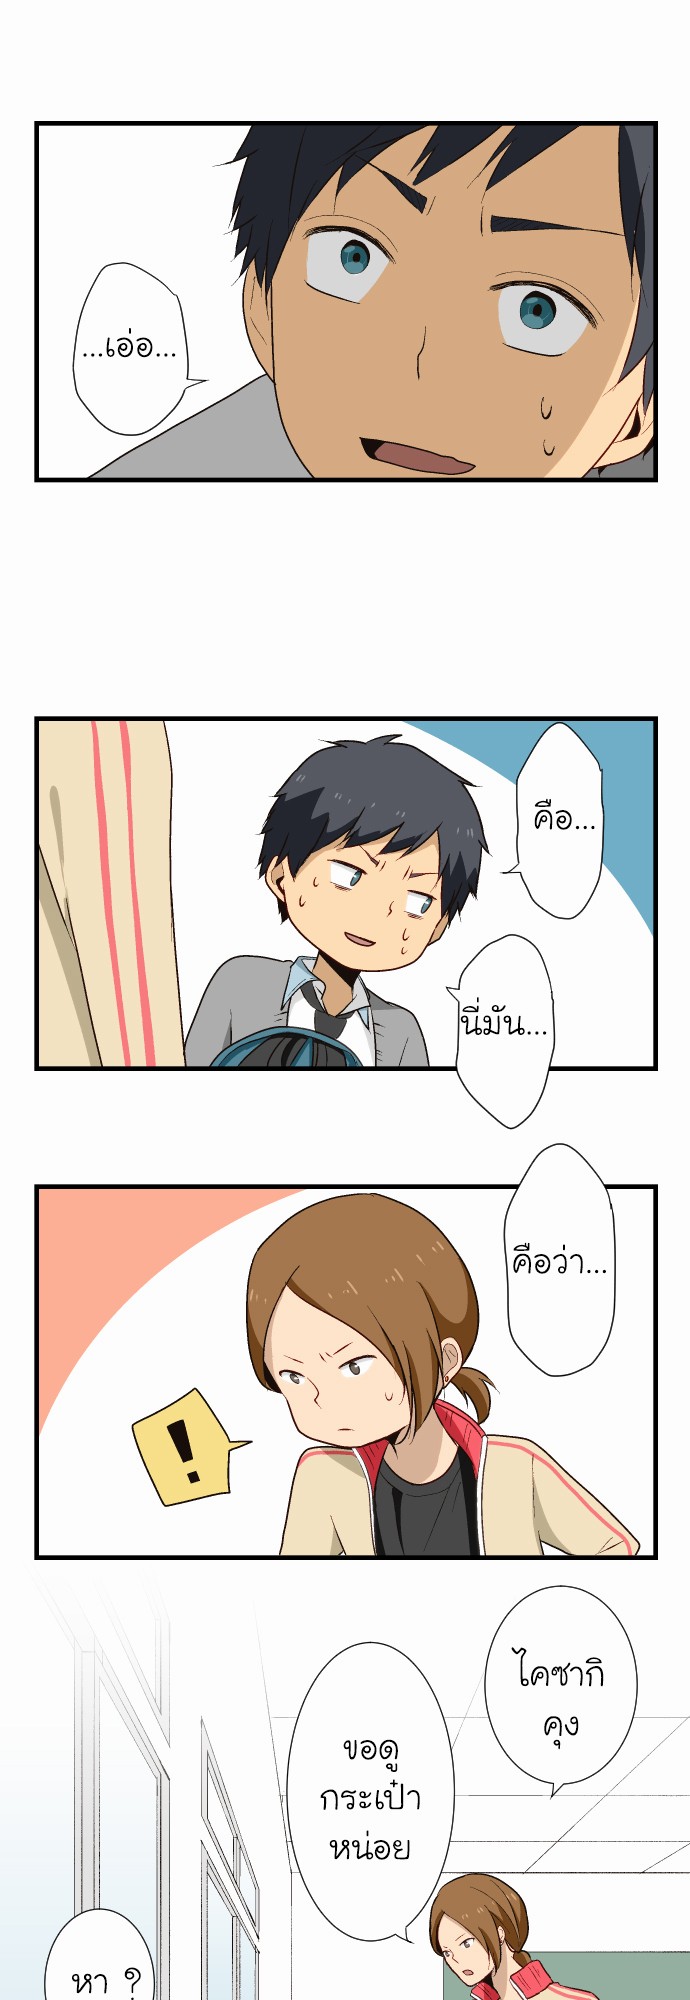 ...เอ่อ...
คือ...
นี่มัน...
คือว่า...
!
ไคซากิ
คุง
ขอดู
กระเป๋า
หน่อย
หา ?